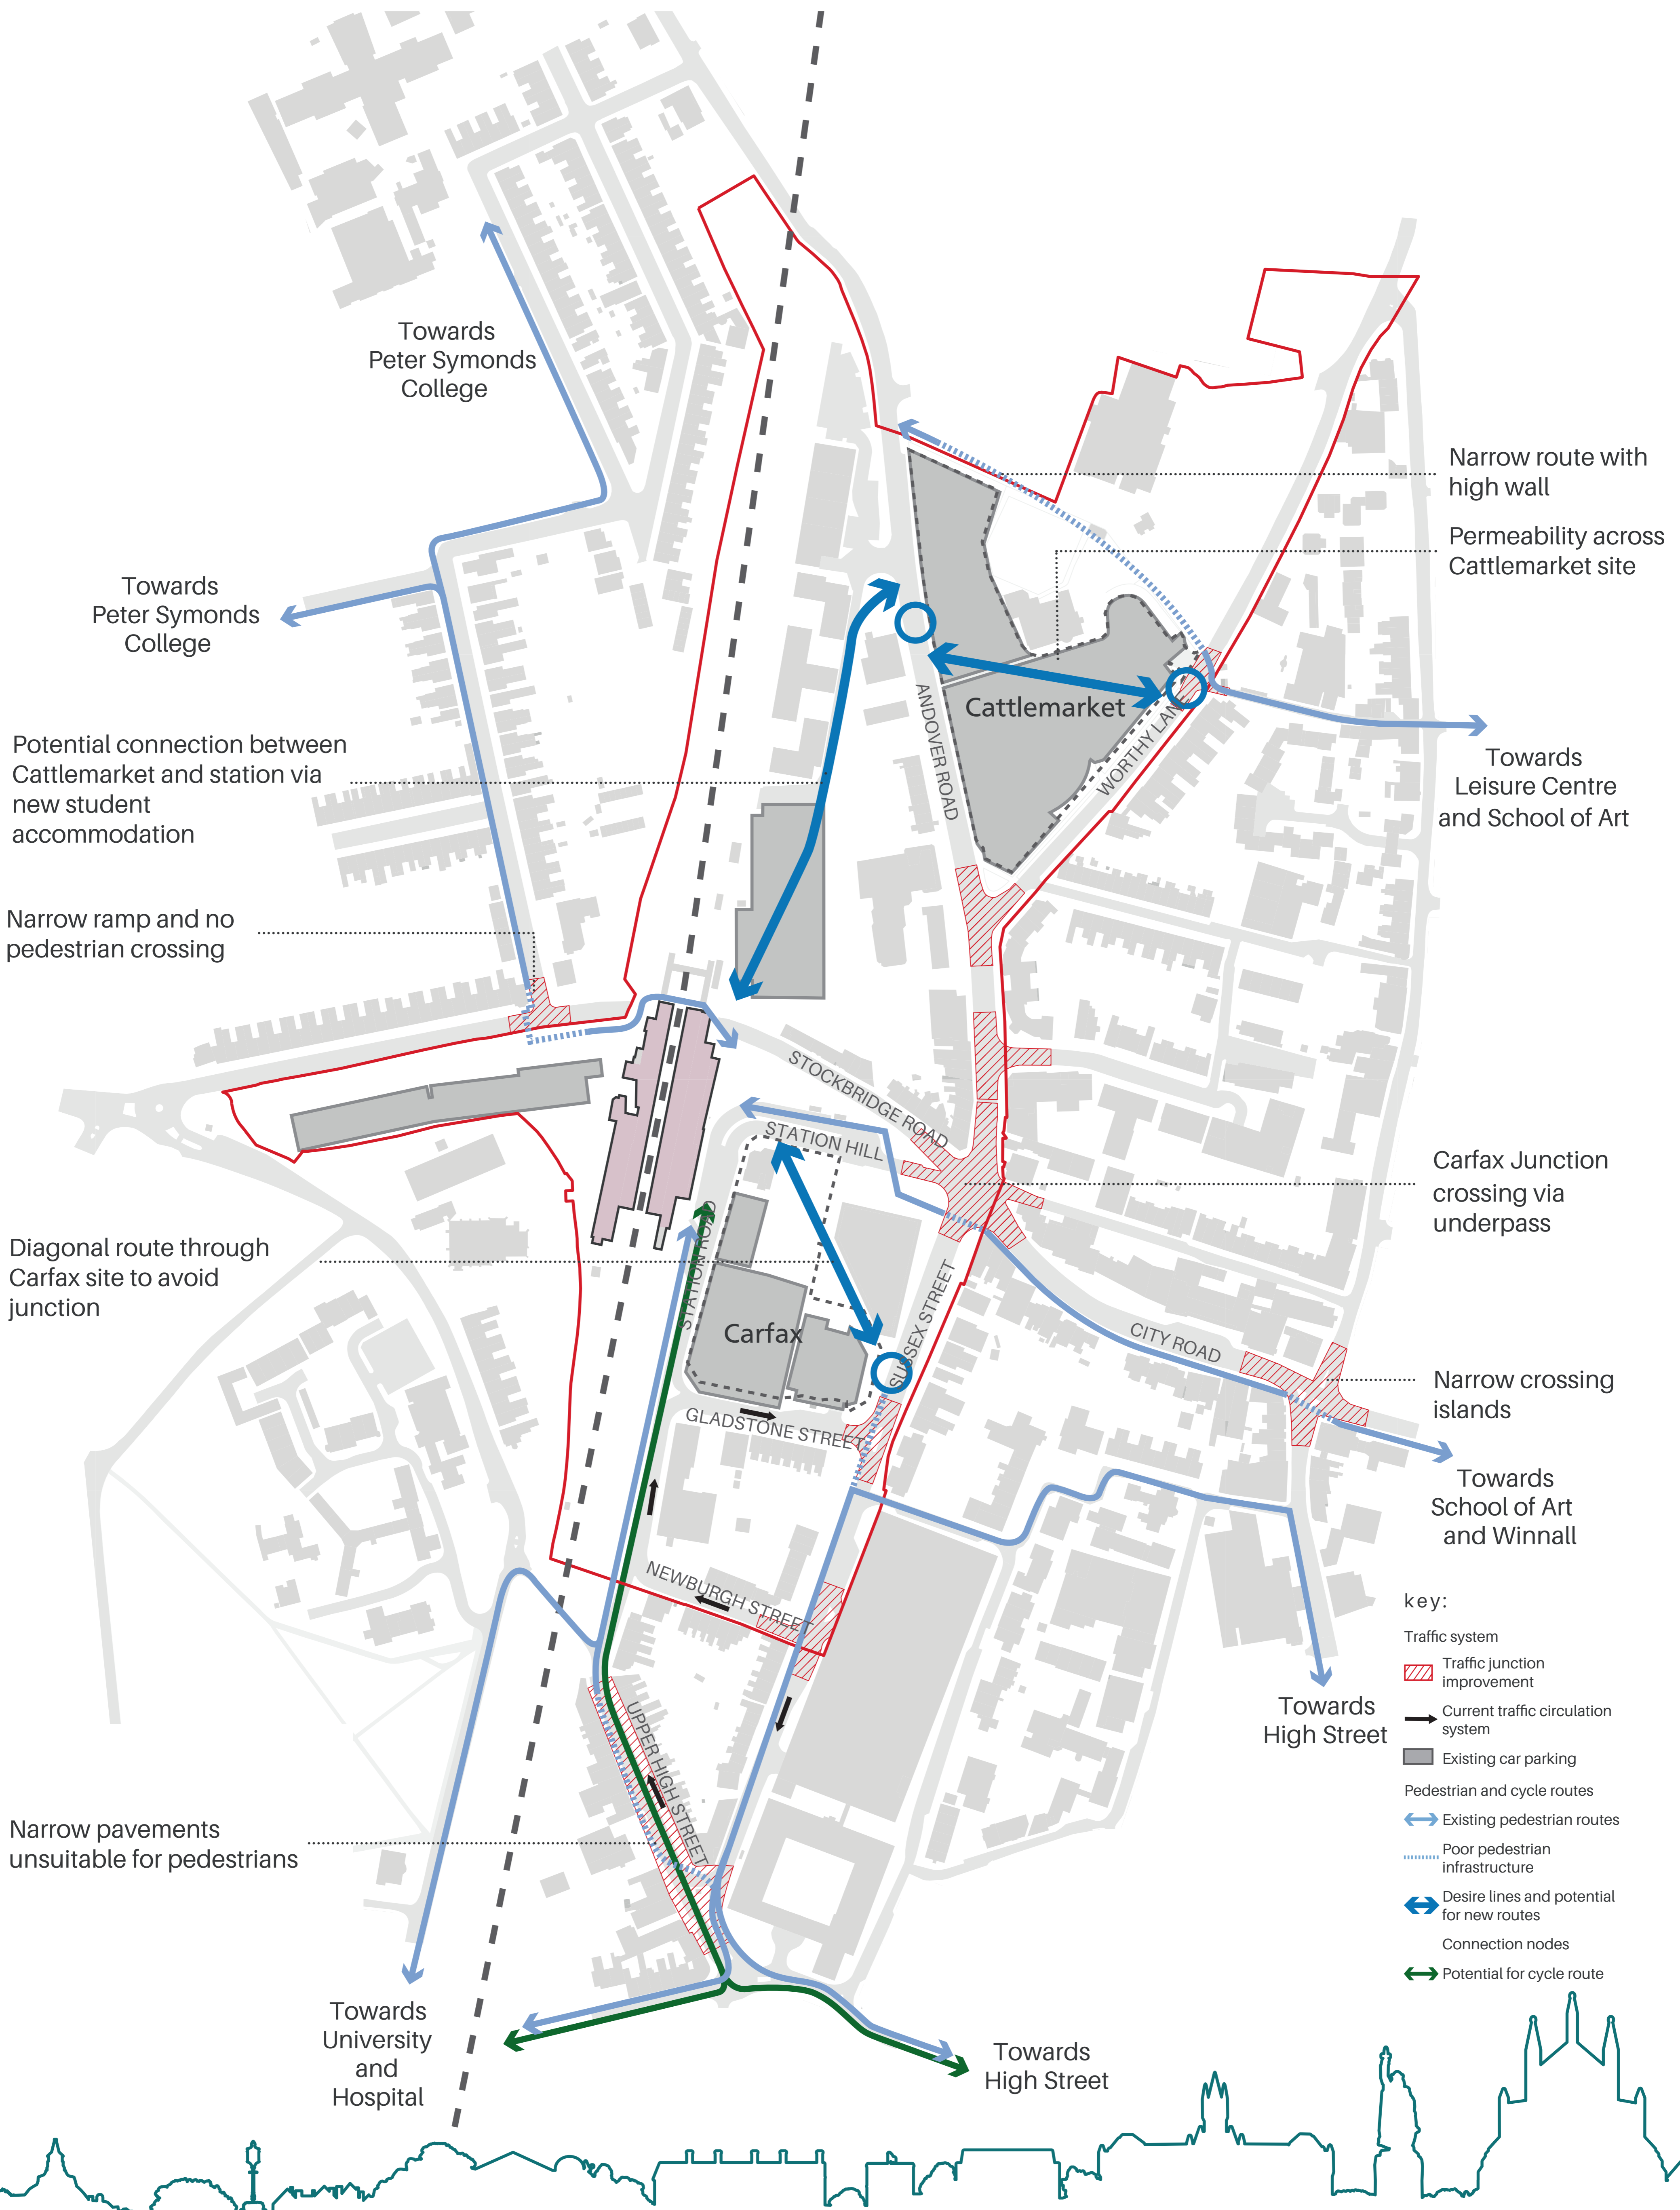 Towards
Peter Symonds
College
Narrow route with
high wall
Permeability across
Cattlemarket site
Towards
Peter Symonds
College
ANDOVER ROAD
Cattlemarket
WORTHY LANE
Potential connection between
Cattlemarket and station via
new student
accommodation
Towards
Leisure Centre
and School of Art
Narrow ramp and no
pedestrian crossing
STOCKBRIDGE ROAD
STATION HILL
Carfax Junction
crossing via
underpass
Diagonal route through
Carfax site to avoid
junction
STATION ROAD
Carfax
SUSSEX STREET
CITY ROAD
Narrow crossing
islands
GLADSTONE STREET
Towards
School of Art
and Winnall
NEWBURGH STREET
Towards
High Street
UPPER HIGH STREET
Narrow pavements
unsuitable for pedestrians
Towards
University
and
Hospital
Towards
High Street
key:
Traffic system
Traffic junction
improvement
Current traffic circulation
system
Existing car parking
Pedestrian and cycle routes
Existing pedestrian routes
Poor pedestrian
infrastructure
Desire lines and potential
for new routes
Connection nodes
Potential for cycle route